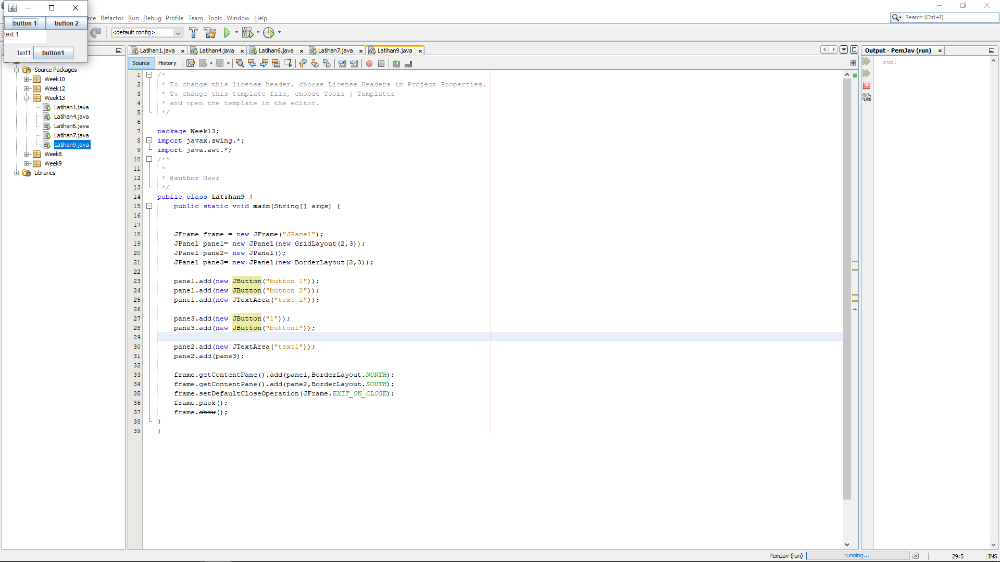 rce Refactor Run Debug Profile Team Tools Window Help
Search (Ctrl+I)
button 1 button 2
text 1
text1 button1
<default config>
Latihan1.java Latihan4.java Latihan6.java Latihan7.java Latihan9.java
Output - PemJav (run)
Source History
run:
Source Packages
Week10
Week12
Week13
Latihan1.java
Latihan4.java
Latihan6.java
Latihan7.java
Latihan9.java
Week8
Week9
Libraries
1 /*
2 * To change this license header, choose License Headers in Project Properties.
3 * To change this template file, choose Tools | Templates
4 * and open the template in the editor.
5 */
6
7 package Week13;
8 import javax.swing.*;
9 import java.awt.*;
10 /**
11 *
12 * @author User
13 */
14 public class Latihan9 {
15 public static void main(String[] args) {
16
17
18 JFrame frame = new JFrame("JPanel");
19 JPanel pane1= new JPanel(new GridLayout(2,3));
20 JPanel pane2= new JPanel();
21 JPanel pane3= new JPanel(new BorderLayout(2,3));
22
23 pane1.add(new JButton("button 1"));
24 pane1.add(new JButton("button 2"));
25 pane1.add(new JTextArea("text 1"));
26
27 pane3.add(new JButton("1"));
28 pane3.add(new JButton("button1"));
29
30 pane2.add(new JTextArea("text1"));
31 pane2.add(pane3);
32
33 frame.getContentPane().add(pane1,BorderLayout.NORTH);
34 frame.getContentPane().add(pane2,BorderLayout.SOUTH);
35 frame.setDefaultCloseOperation(JFrame.EXIT_ON_CLOSE);
36 frame.pack();
37 frame.show();
38 }
39 }
PemJav (run) running... 29:5 INS